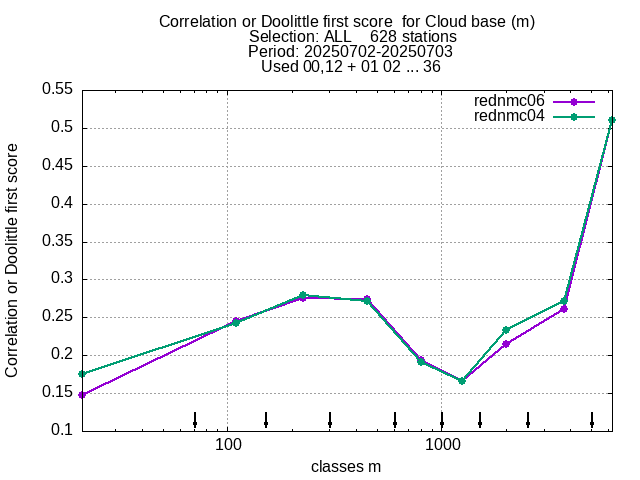 Correlation or Doolittle first score  for Cloud base (m)
Selection: ALL    628 stations
Period: 20250702-20250703
Used 00,12 + 01 02 ... 36
rednmc06
rednmc04
Correlation or Doolittle first score
0.55
0.5
0.45
0.4
0.35
0.3
0.25
0.2
0.15
0.1
100
1000
classes m